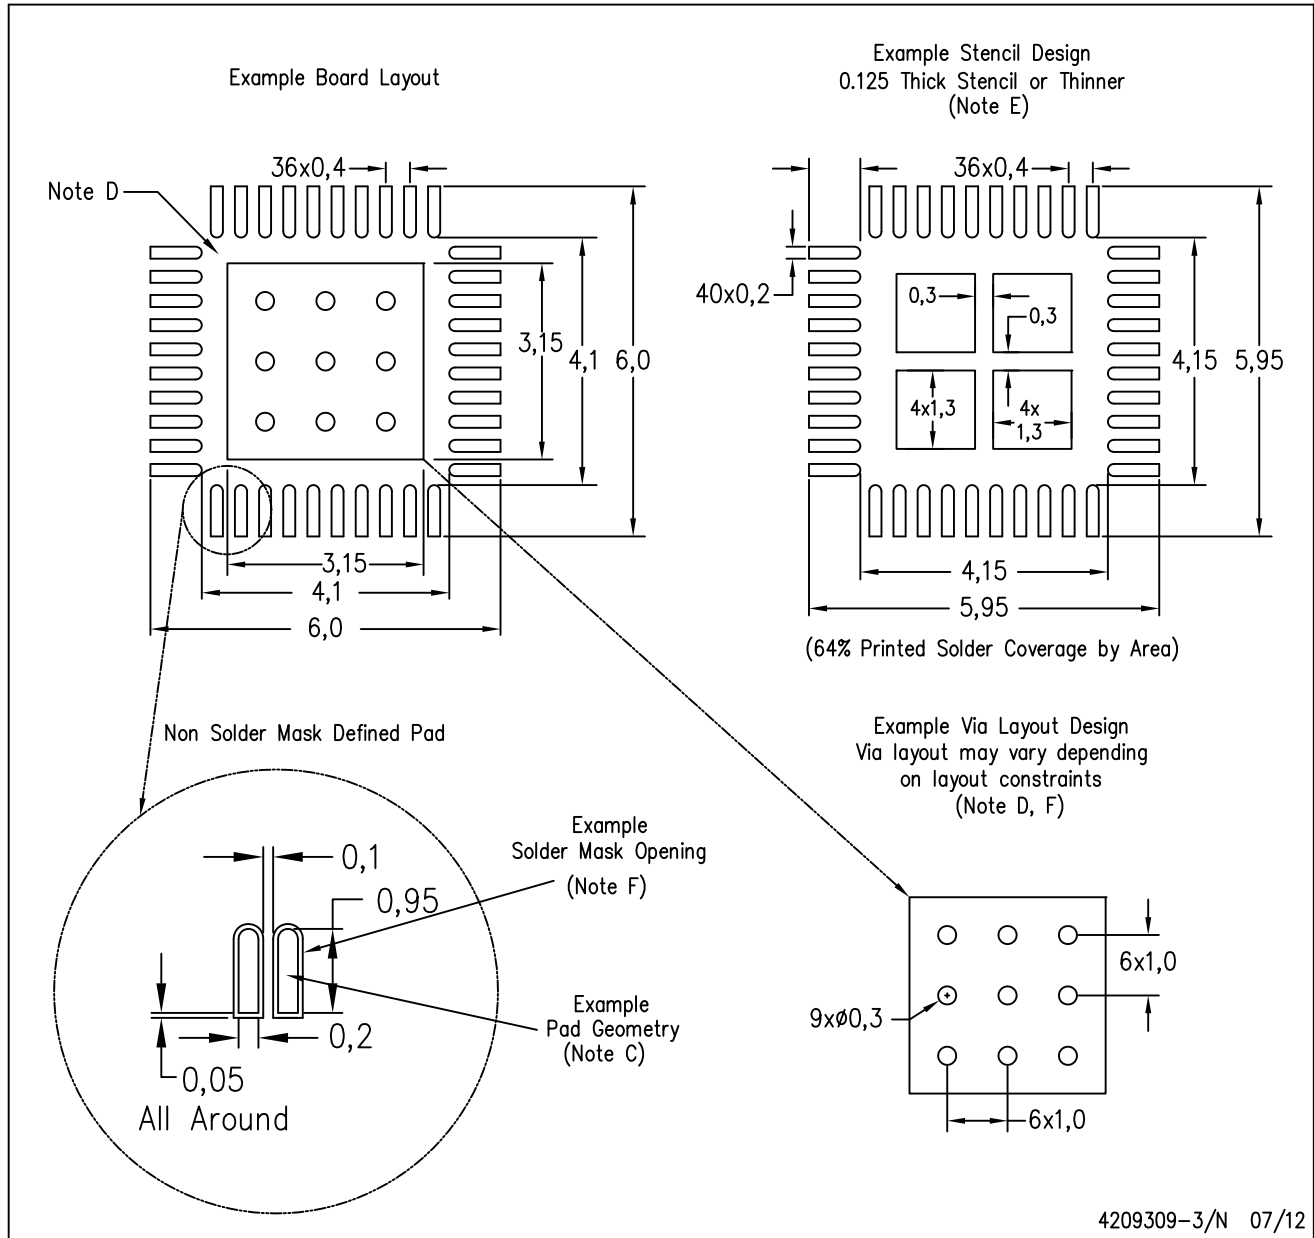 Example Board Layout
36x0,4
Note D
3,15
4,1
6,0
3,15
4,1
6,0
Example Stencil Design
0.125 Thick Stencil or Thinner
(Note E)
36x0,4
40x0,2
0,3
0,3
4x1,3
4x
1,3
4,15
5,95
4,15
5,95
(64% Printed Solder Coverage by Area)
Non Solder Mask Defined Pad
0,1
0,95
0,2
0,05
All Around
Example
Solder Mask Opening
(Note F)
Example
Pad Geometry
(Note C)
Example Via Layout Design
Via layout may vary depending
on layout constraints
(Note D, F)
6x1,0
9xø0,3
6x1,0
4209309-3/N 07/12